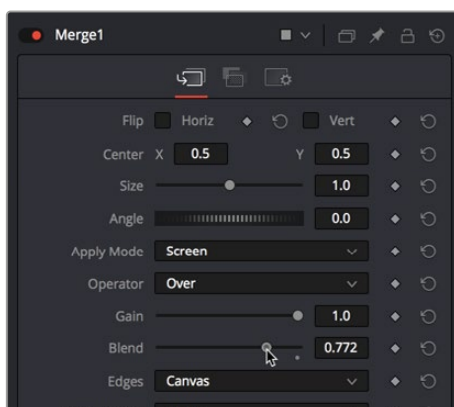 Merge1
Flip Horiz Vert
Center X 0.5 Y 0.5
Size 1.0
Angle 0.0
Apply Mode Screen
Operator Over
Gain 1.0
Blend 0.772
Edges Canvas